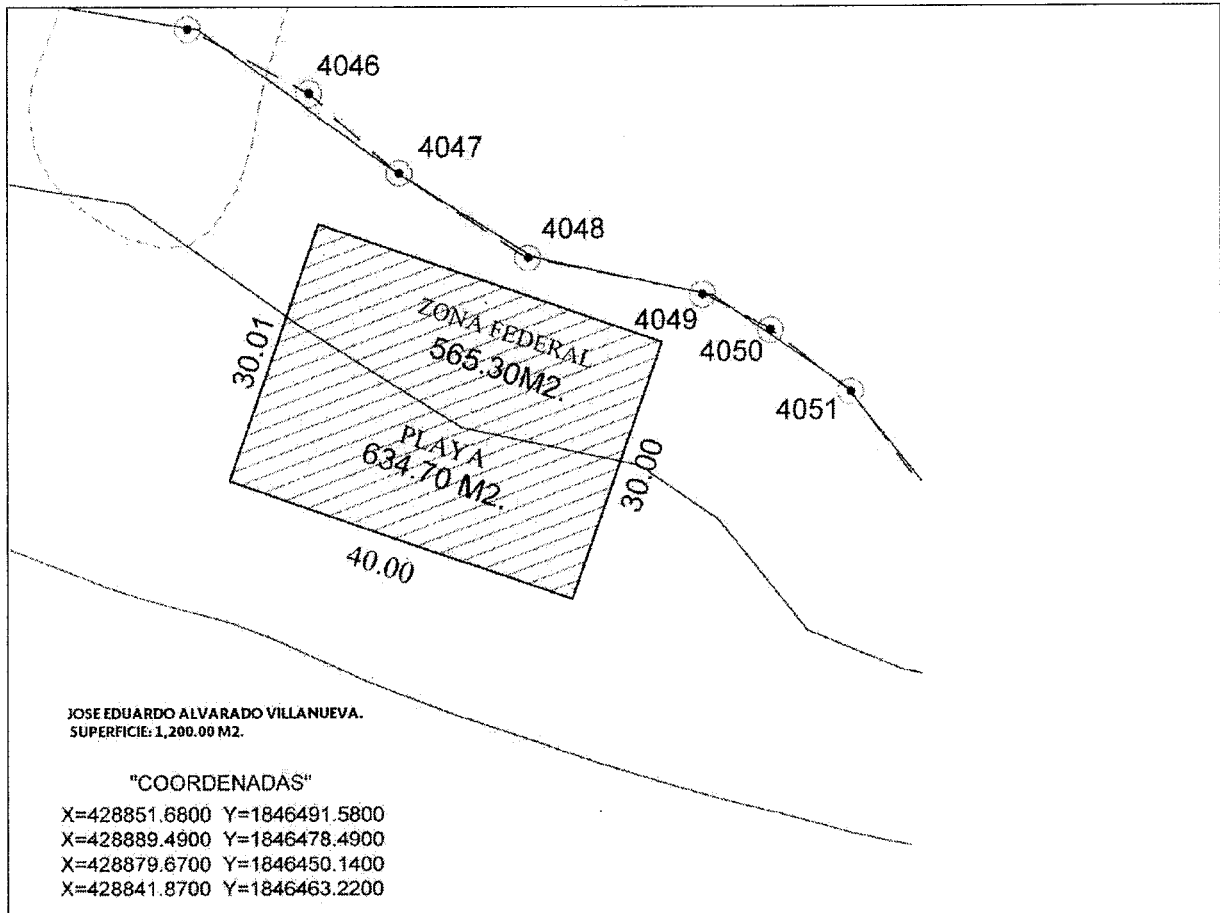 4046
4047
4048
4049
4050
4051
ZONA FEDERAL
565.30M2.
PLAYA
634.70 M2.
30.01
30.00
40.00
JOSE EDUARDO ALVARADO VILLANUEVA.
SUPERFICIE: 1,200.00 M2.
"COORDENADAS"
X=428851.6800 Y=1846491.5800
X=428889.4900 Y=1846478.4900
X=428879.6700 Y=1846450.1400
X=428841.8700 Y=1846463.2200